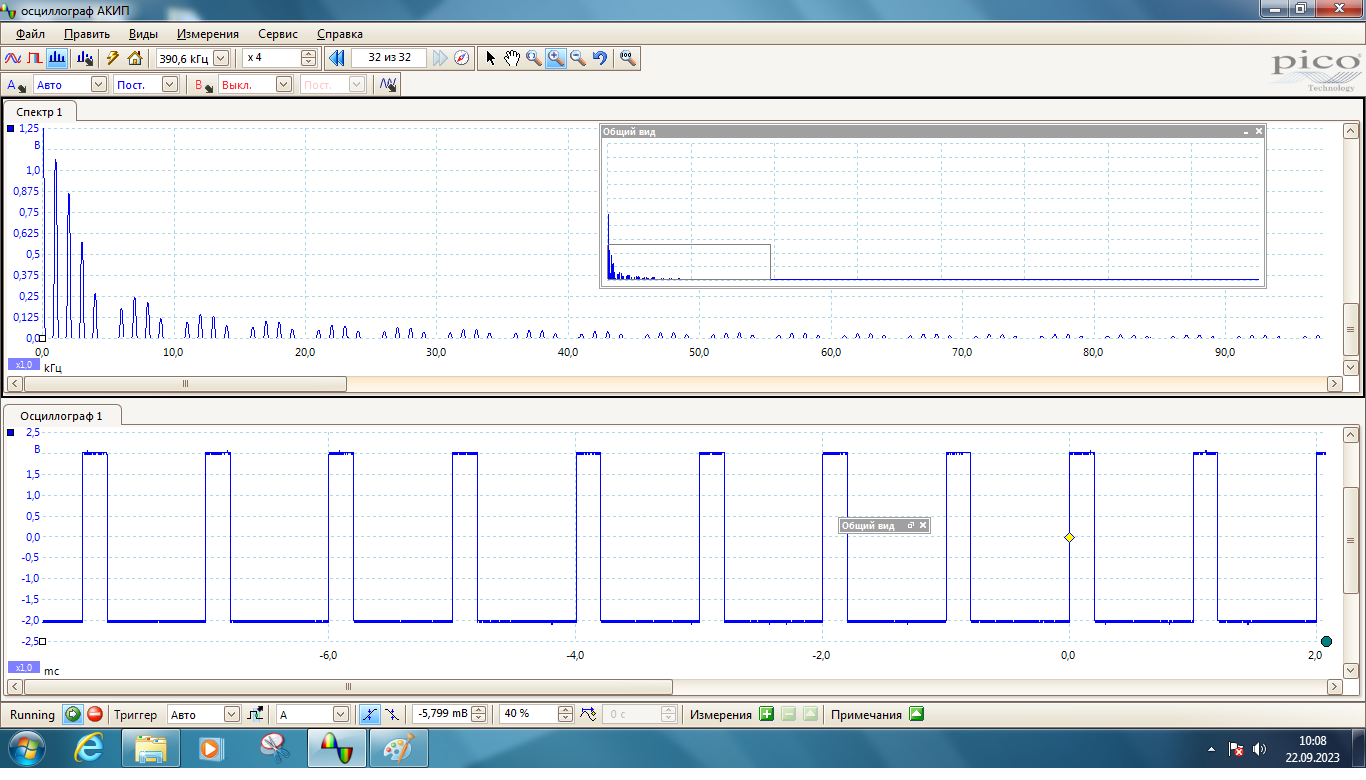 осциллограф АКИП
Файл Править Виды Измерения Сервис Справка
390,6 кГц x 4 32 из 32
A Авто Пост. B Выкл. Пост.
pico
Technology
Спектр 1
Общий вид
1,25
В
1,0
0,875
0,75
0,625
0,5
0,375
0,25
0,125
0,0
0,0 10,0 20,0 30,0 40,0 50,0 60,0 70,0 80,0 90,0
x1,0
кГц
Осциллограф 1
2,5
В
1,5
1,0
0,5
0,0
-0,5
-1,0
-1,5
-2,0
-2,5
Общий вид
-6,0 -4,0 -2,0 0,0 2,0
x1,0
мс
Running Триггер Авто A -5,799 mB 40 % 0 с Измерения Примечания
10:08
22.09.2023